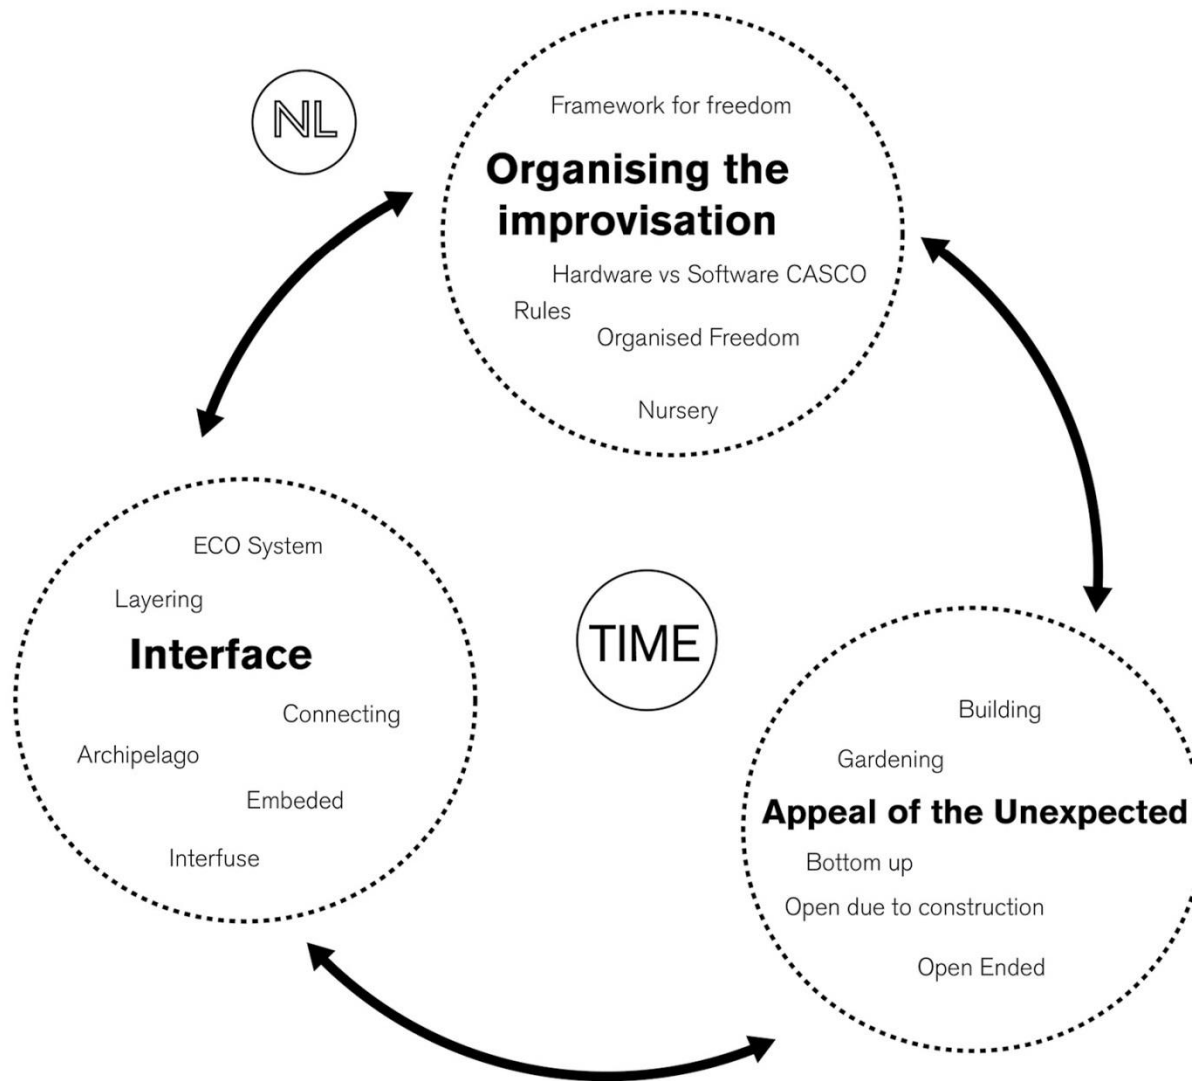 NL
Framework for freedom
Organising the
improvisation
Hardware vs Software CASCO
Rules
Organised Freedom
Nursery
ECO System
Layering
Interface
Connecting
Archipelago
Embeded
Interfuse
TIME
Building
Gardening
Appeal of the Unexpected
Bottom up
Open due to construction
Open Ended